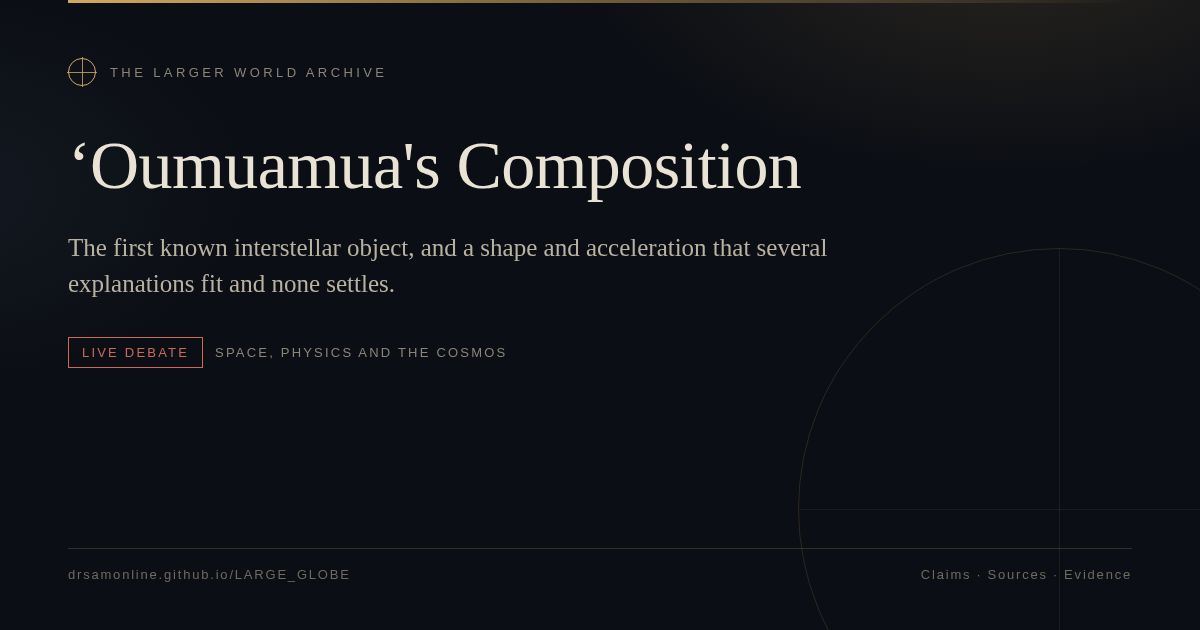 THE LARGER WORLD ARCHIVE
‘Oumuamua's Composition
The first known interstellar object, and a shape and acceleration that several
explanations fit and none settles.
LIVE DEBATE
SPACE, PHYSICS AND THE COSMOS
drsamonline.github.io/LARGE_GLOBE
Claims · Sources · Evidence